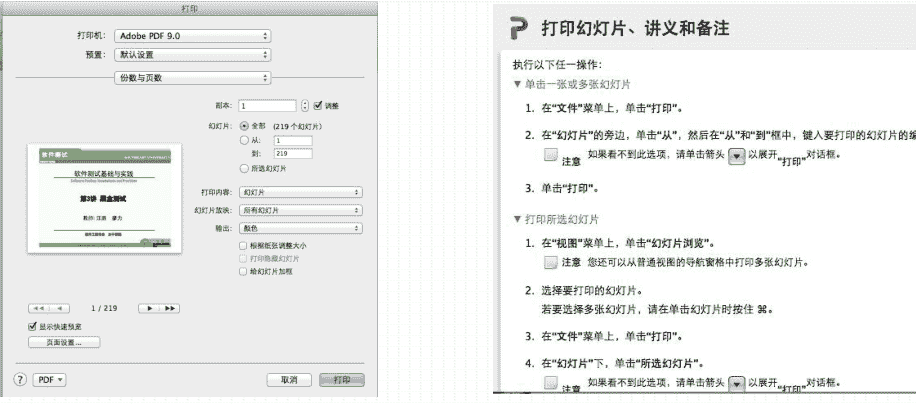 打印
打印机： Adobe PDF 9.0
预置： 默认设置
份数与页数
副本： 1 调整
幻灯片： 全部 (219 个幻灯片)
从： 1
到： 219
所选幻灯片
软件测试
软件测试基础与实践
第3讲 黑盒测试
打印内容： 幻灯片
幻灯片放映： 所有幻灯片
输出： 颜色
根据纸张调整大小
打印隐藏幻灯片
给幻灯片加框
1 / 219
显示快速预览
页面设置...
? PDF 取消 打印
打印幻灯片、讲义和备注
执行以下任一操作：
单击一张或多张幻灯片
1. 在“文件”菜单上，单击“打印”。
2. 在“幻灯片”的旁边，单击“从”，然后在“从”和“到”框中，键入要打印的幻灯片的编
注意 如果看不到此选项，请单击箭头 以展开“打印”对话框。
3. 单击“打印”。
打印所选幻灯片
1. 在“视图”菜单上，单击“幻灯片浏览”。
注意 您还可以从普通视图的导航窗格中打印多张幻灯片。
2. 选择要打印的幻灯片。
若要选择多张幻灯片，请在单击幻灯片时按住 ⌘。
3. 在“文件”菜单上，单击“打印”。
4. 在“幻灯片”下，单击“所选幻灯片”。
注意 如果看不到此选项，请单击箭头 以展开“打印”对话框。